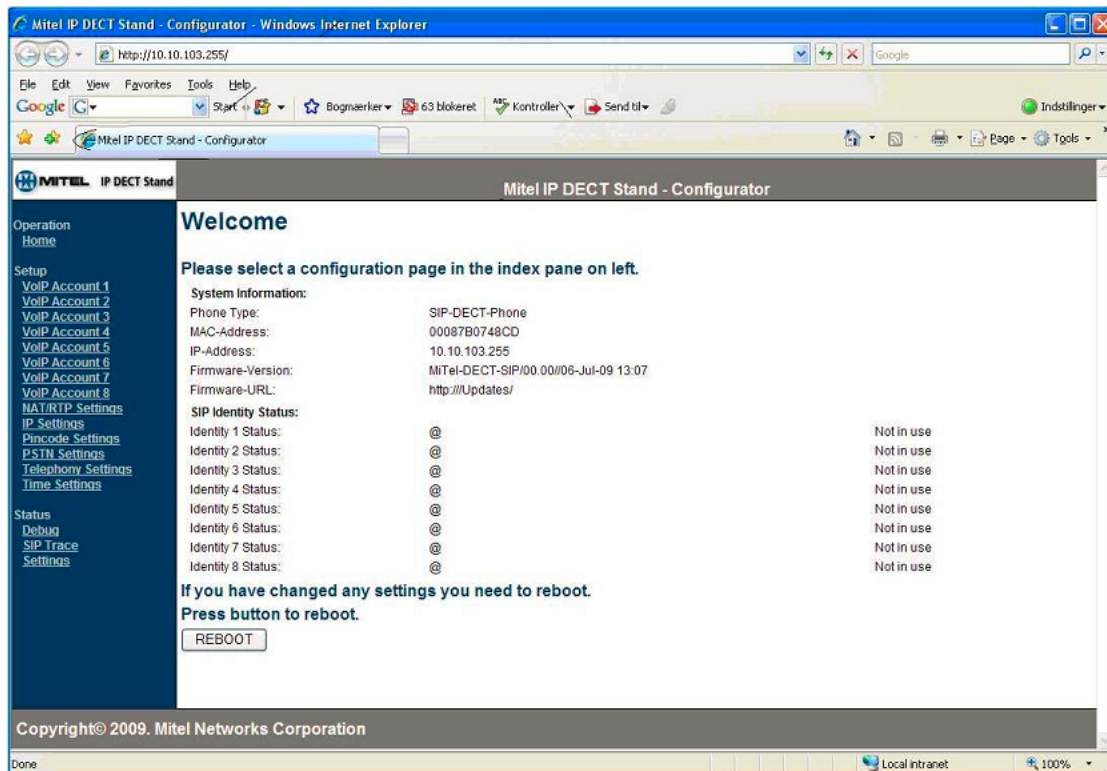 Mitel IP DECT Stand - Configurator - Windows Internet Explorer
http://10.10.103.255/
Google
File Edit View Favorites Tools Help
Google G Start Bogmærker 63 blokeret Kontroller Send til Indstillinger
Mitel IP DECT Stand - Configurator Page Tools
MITEL IP DECT Stand
Mitel IP DECT Stand - Configurator
Operation
Home
Setup
VoIP Account 1
VoIP Account 2
VoIP Account 3
VoIP Account 4
VoIP Account 5
VoIP Account 6
VoIP Account 7
VoIP Account 8
NAT/RTP Settings
IP Settings
Pincode Settings
PSTN Settings
Telephony Settings
Time Settings
Status
Debug
SIP Trace
Settings
Welcome
Please select a configuration page in the index pane on left.
System Information:
Phone Type: SIP-DECT-Phone
MAC-Address: 00087B0748CD
IP-Address: 10.10.103.255
Firmware-Version: MiTel-DECT-SIP/00.00//06-Jul-09 13:07
Firmware-URL: http:///Updates/
SIP Identity Status:
Identity 1 Status: @ Not in use
Identity 2 Status: @ Not in use
Identity 3 Status: @ Not in use
Identity 4 Status: @ Not in use
Identity 5 Status: @ Not in use
Identity 6 Status: @ Not in use
Identity 7 Status: @ Not in use
Identity 8 Status: @ Not in use
If you have changed any settings you need to reboot.
Press button to reboot.
REBOOT
Copyright© 2009. Mitel Networks Corporation
Done Local intranet 100%